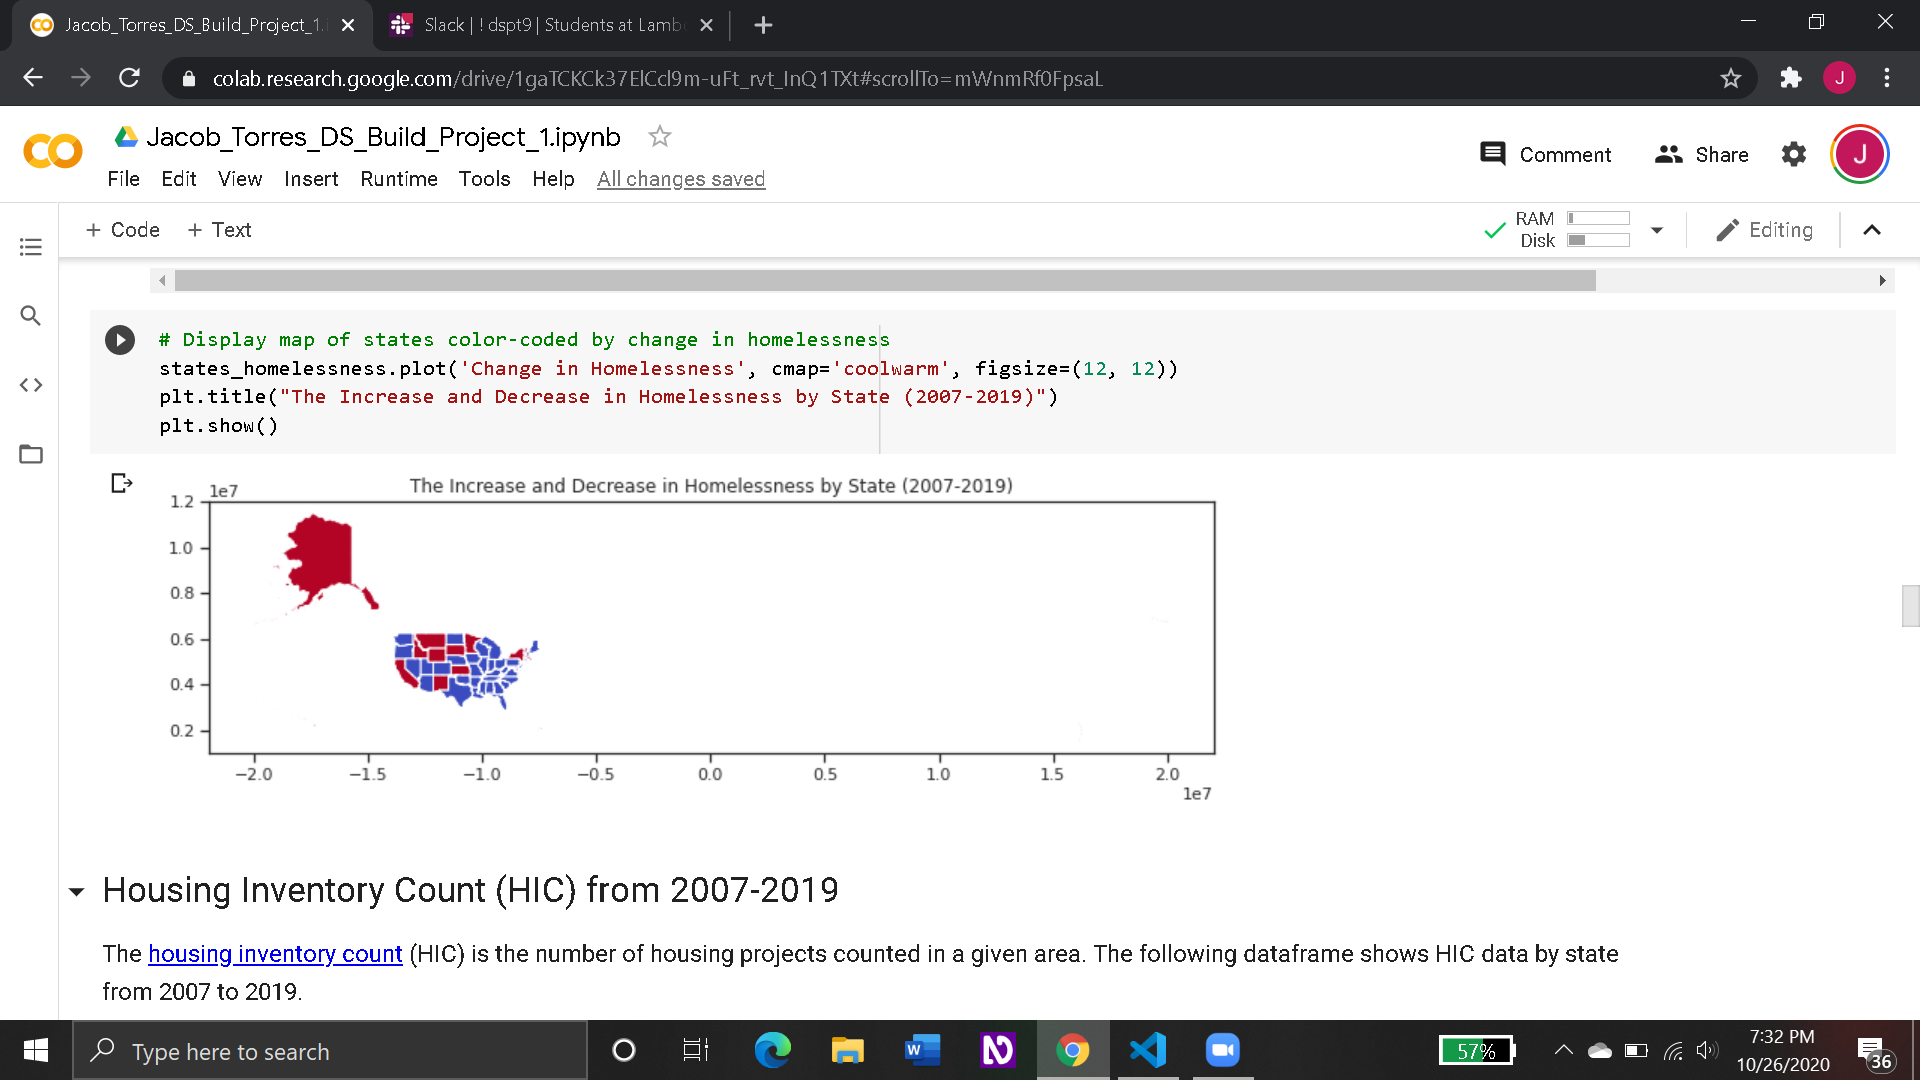 Jacob_Torres_DS_Build_Project_1.i
Slack | ! dspt9 | Students at Lamb
colab.research.google.com/drive/1gaTCKCk37ElCcl9m-uFt_rvt_InQ1TXt#scrollTo=mWnmRf0FpsaL
J
Jacob_Torres_DS_Build_Project_1.ipynb
Comment
Share
J
File Edit View Insert Runtime Tools Help All changes saved
+ Code + Text
RAM
Disk
Editing
# Display map of states color-coded by change in homelessness
states_homelessness.plot('Change in Homelessness', cmap='coolwarm', figsize=(12, 12))
plt.title("The Increase and Decrease in Homelessness by State (2007-2019)")
plt.show()
The Increase and Decrease in Homelessness by State (2007-2019)
1e7
1.2
1.0
0.8
0.6
0.4
0.2
−2.0 −1.5 −1.0 −0.5 0.0 0.5 1.0 1.5 2.0
1e7
Housing Inventory Count (HIC) from 2007-2019
The housing inventory count (HIC) is the number of housing projects counted in a given area. The following dataframe shows HIC data by state
from 2007 to 2019.
Type here to search
57%
7:32 PM
10/26/2020
36